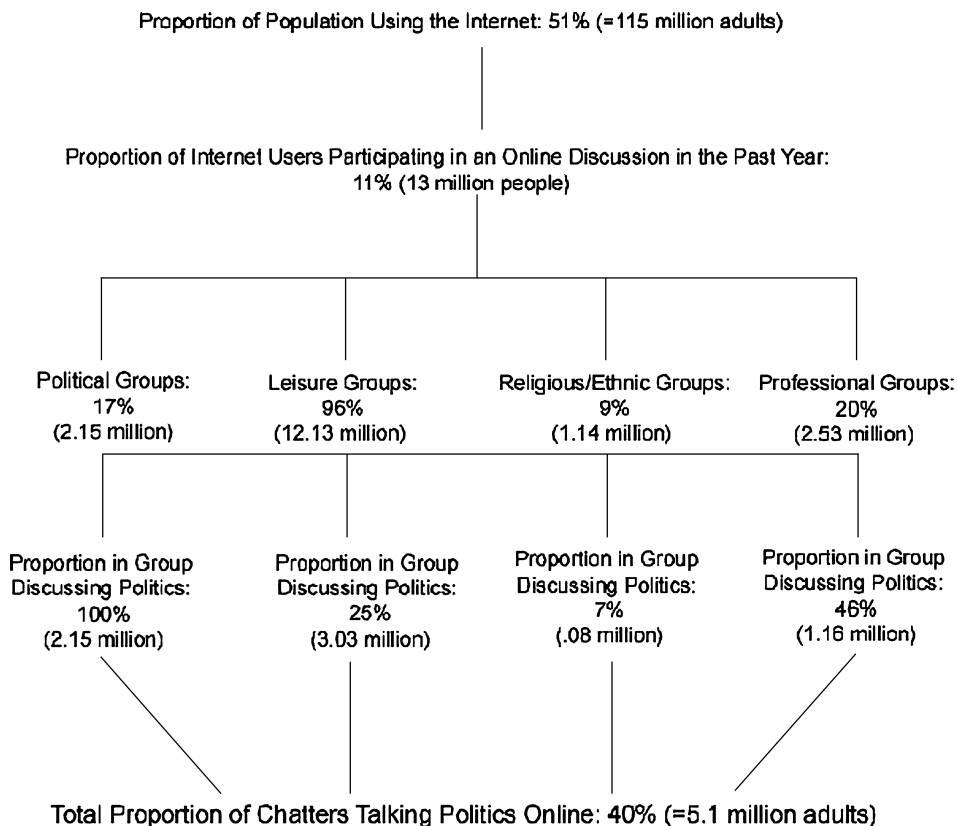 Proportion of Population Using the Internet: 51% (=115 million adults)
Proportion of Internet Users Participating in an Online Discussion in the Past Year:
11% (13 million people)
Political Groups:
17%
(2.15 million)
Leisure Groups:
96%
(12.13 million)
Religious/Ethnic Groups:
9%
(1.14 million)
Professional Groups:
20%
(2.53 million)
Proportion in Group
Discussing Politics:
100%
(2.15 million)
Proportion in Group
Discussing Politics:
25%
(3.03 million)
Proportion in Group
Discussing Politics:
7%
(.08 million)
Proportion in Group
Discussing Politics:
46%
(1.16 million)
Total Proportion of Chatters Talking Politics Online: 40% (=5.1 million adults)